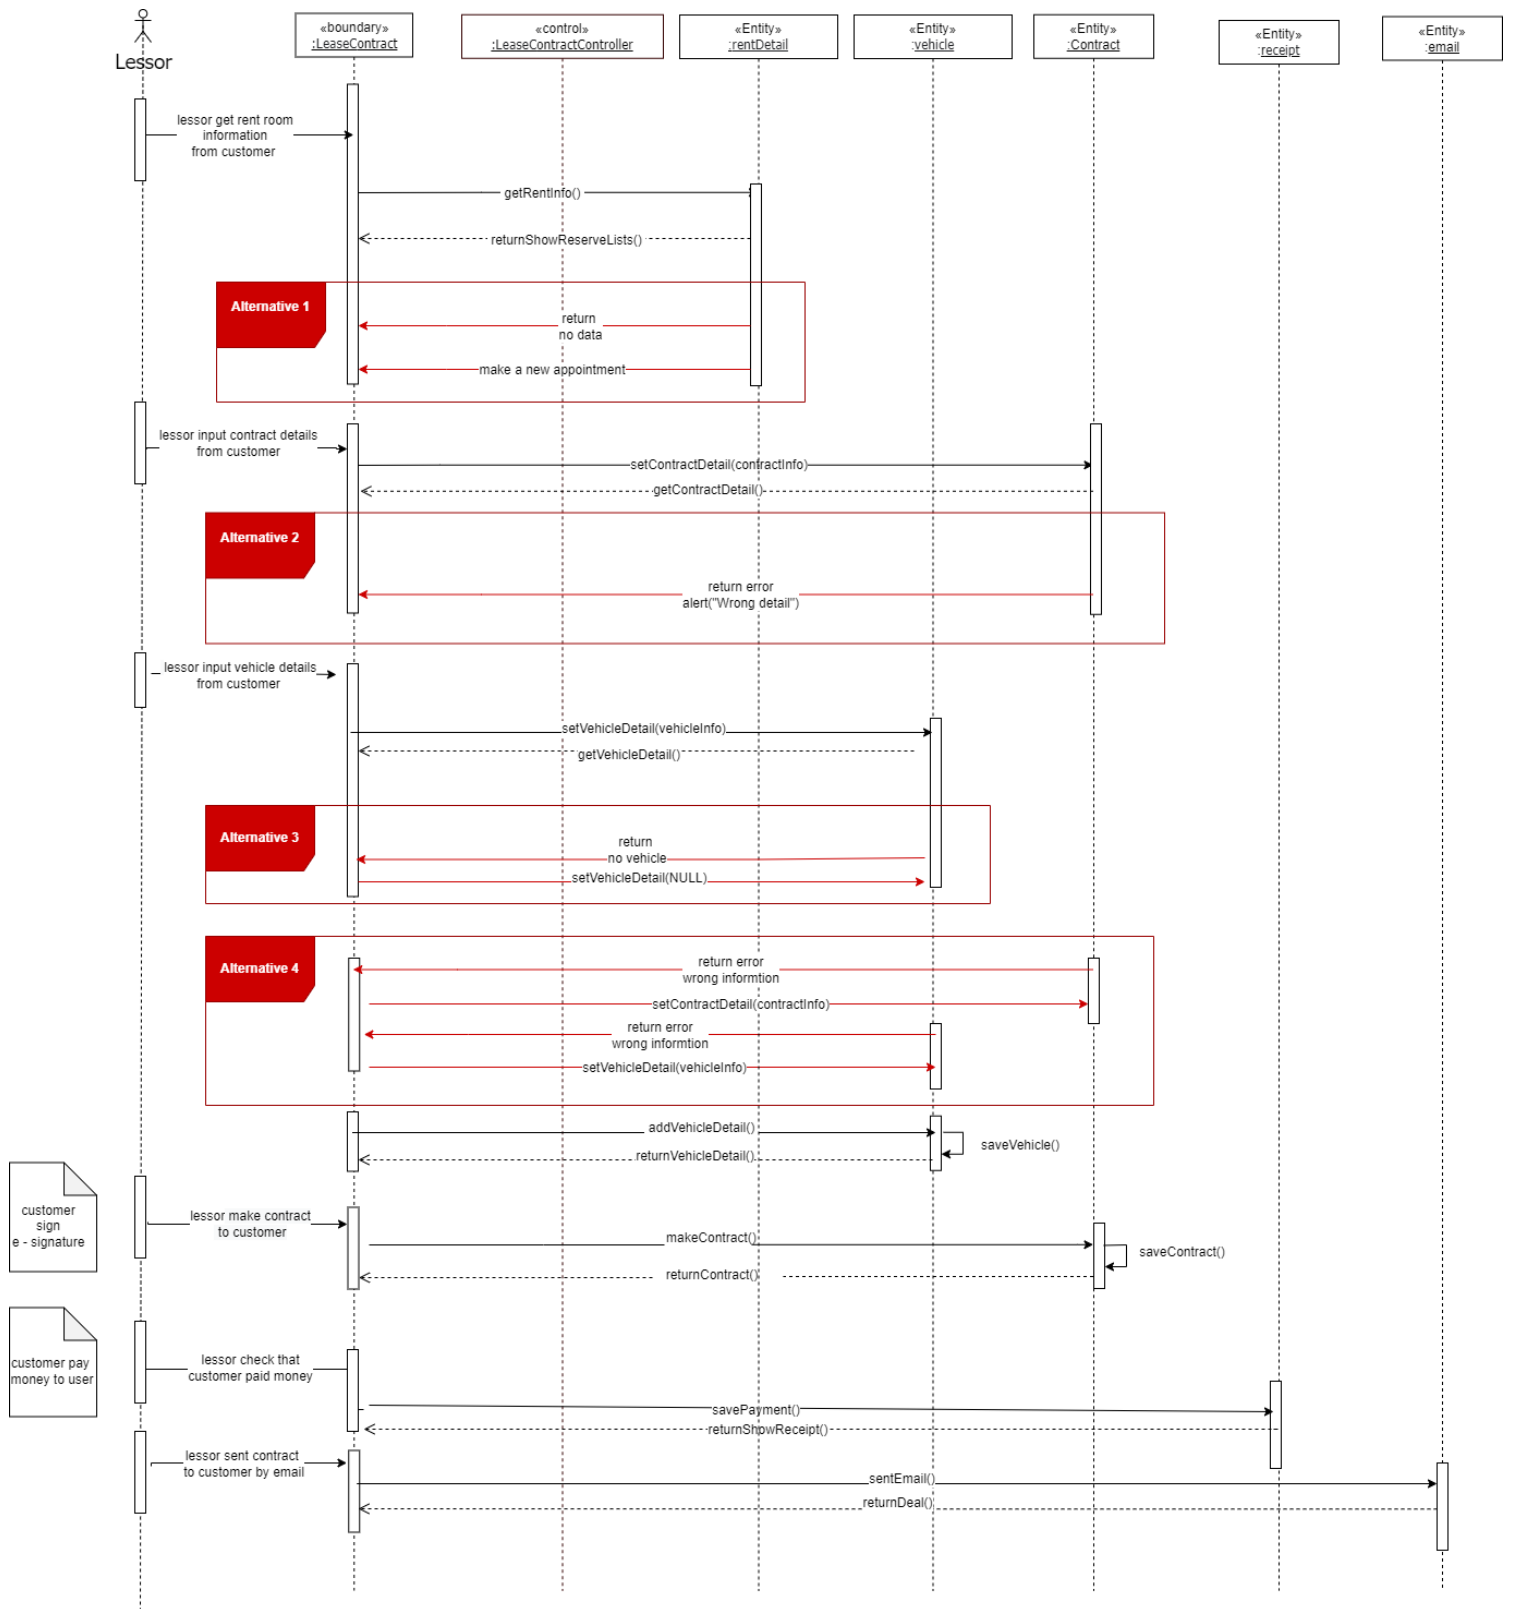 Lessor
«boundary»
:LeaseContract
«control»
:LeaseContractController
«Entity»
:rentDetail
«Entity»
:vehicle
«Entity»
:Contract
«Entity»
:receipt
«Entity»
:email
lessor get rent room
information
from customer
getRentInfo()
returnShowReserveLists()
Alternative 1
return
no data
make a new appointment
lessor input contract details
from customer
setContractDetail(contractInfo)
getContractDetail()
Alternative 2
return error
alert("Wrong detail")
lessor input vehicle details
from customer
setVehicleDetail(vehicleInfo)
getVehicleDetail()
Alternative 3
return
no vehicle
setVehicleDetail(NULL)
Alternative 4
return error
wrong informtion
setContractDetail(contractInfo)
return error
wrong informtion
setVehicleDetail(vehicleInfo)
addVehicleDetail()
saveVehicle()
returnVehicleDetail()
customer
sign
e - signature
lessor make contract
to customer
makeContract()
saveContract()
returnContract()
customer pay
money to user
lessor check that
customer paid money
savePayment()
returnShowReceipt()
lessor sent contract
to customer by email
sentEmail()
returnDeal()